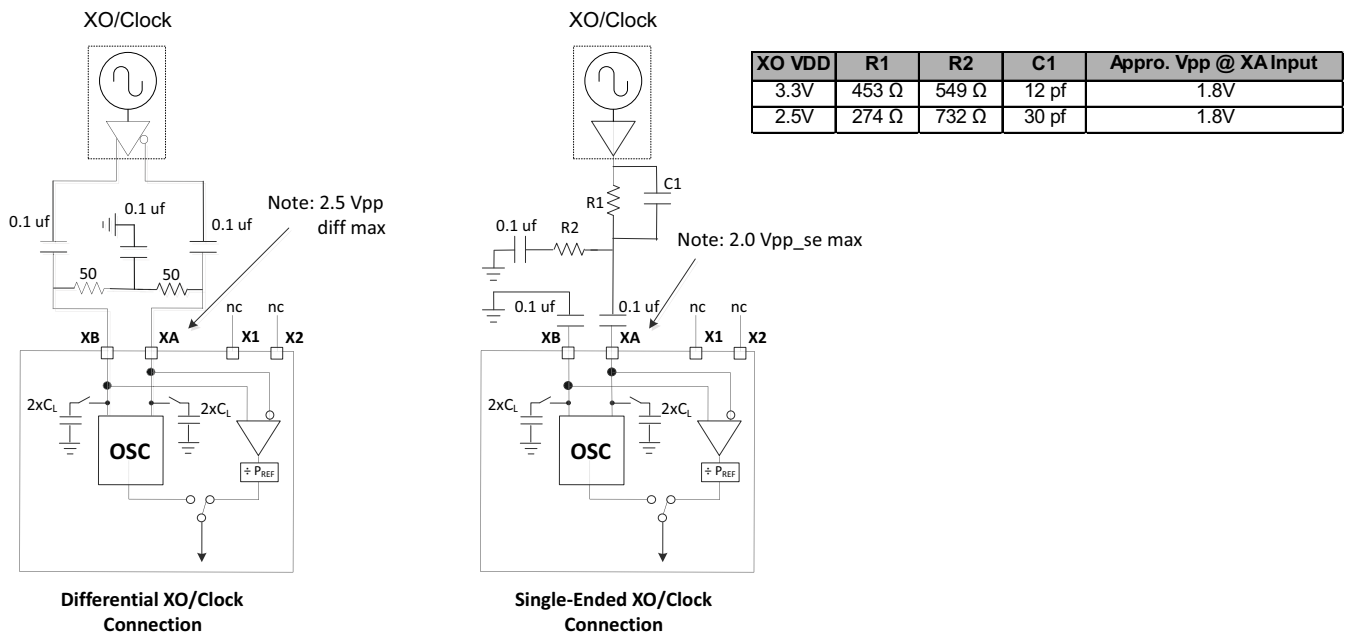 XO/Clock
0.1 uf
0.1 uf
0.1 uf
Note: 2.5 Vpp
diff max
50
50
nc
nc
XB
XA
X1
X2
2xCL
2xCL
OSC
÷ PREF
Differential XO/Clock
Connection
XO/Clock
C1
R1
0.1 uf
R2
Note: 2.0 Vpp_se max
0.1 uf
0.1 uf
nc
nc
XB
XA
X1
X2
2xCL
2xCL
OSC
÷ PREF
Single-Ended XO/Clock
Connection
XO VDD R1 R2 C1 Appro. Vpp @ XA Input
3.3V 453 Ω 549 Ω 12 pf 1.8V
2.5V 274 Ω 732 Ω 30 pf 1.8V